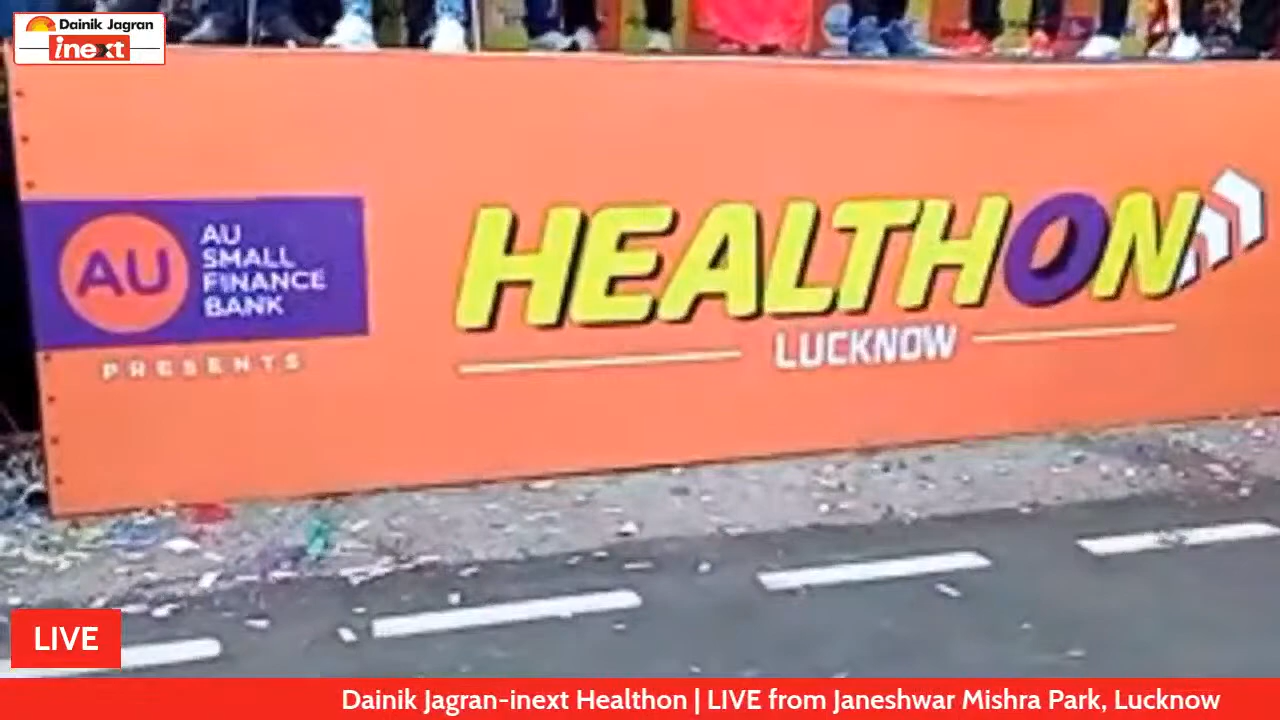 Dainik Jagran
inext
AU
AU
SMALL
FINANCE
BANK
PRESENTS
HEALTHON
LUCKNOW
LIVE
Dainik Jagran-inext Healthon | LIVE from Janeshwar Mishra Park, Lucknow